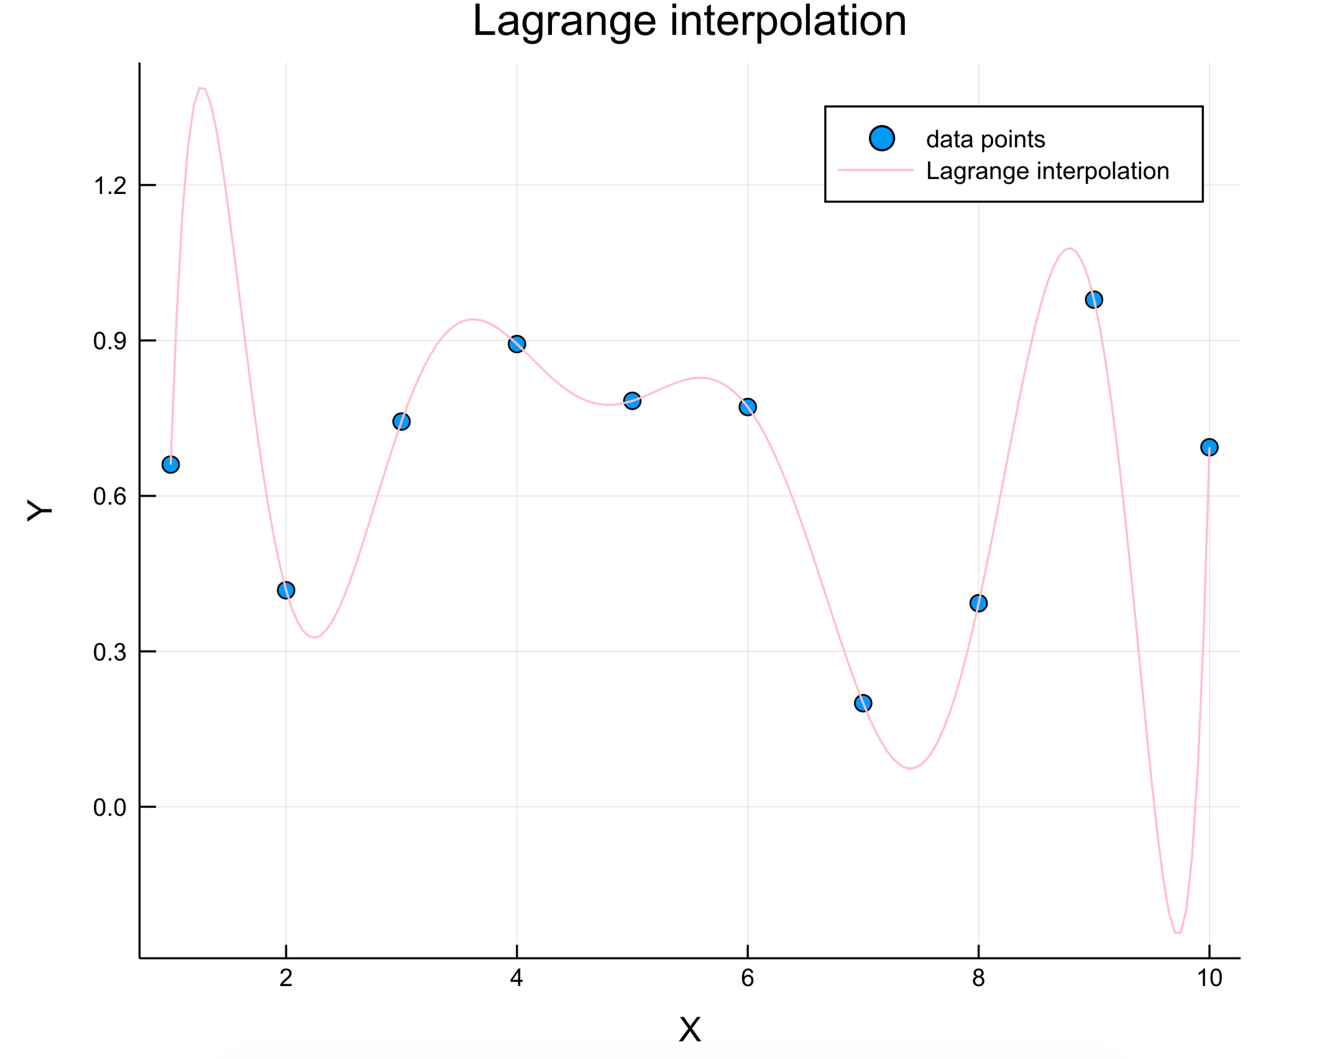 Lagrange interpolation
data points
Lagrange interpolation
1.2
0.9
0.6
0.3
0.0
Y
2 4 6 8 10
X